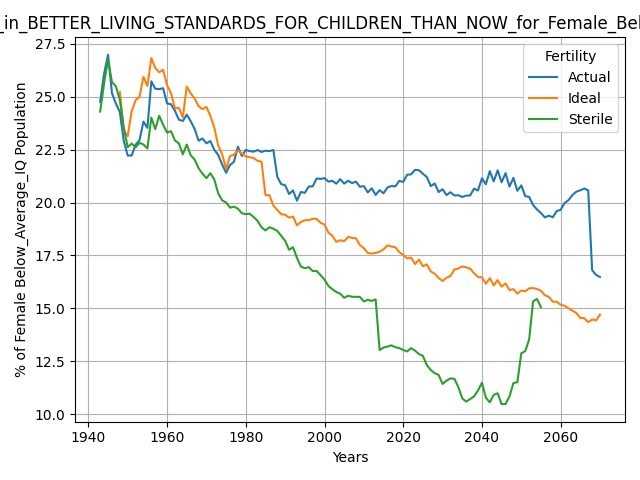 _in_BETTER_LIVING_STANDARDS_FOR_CHILDREN_THAN_NOW_for_Female_Bel
% of Female Below_Average_IQ Population
27.5
25.0
22.5
20.0
17.5
15.0
12.5
10.0
Fertility
Actual
Ideal
Sterile
1940
1960
1980
2000
2020
2040
2060
Years